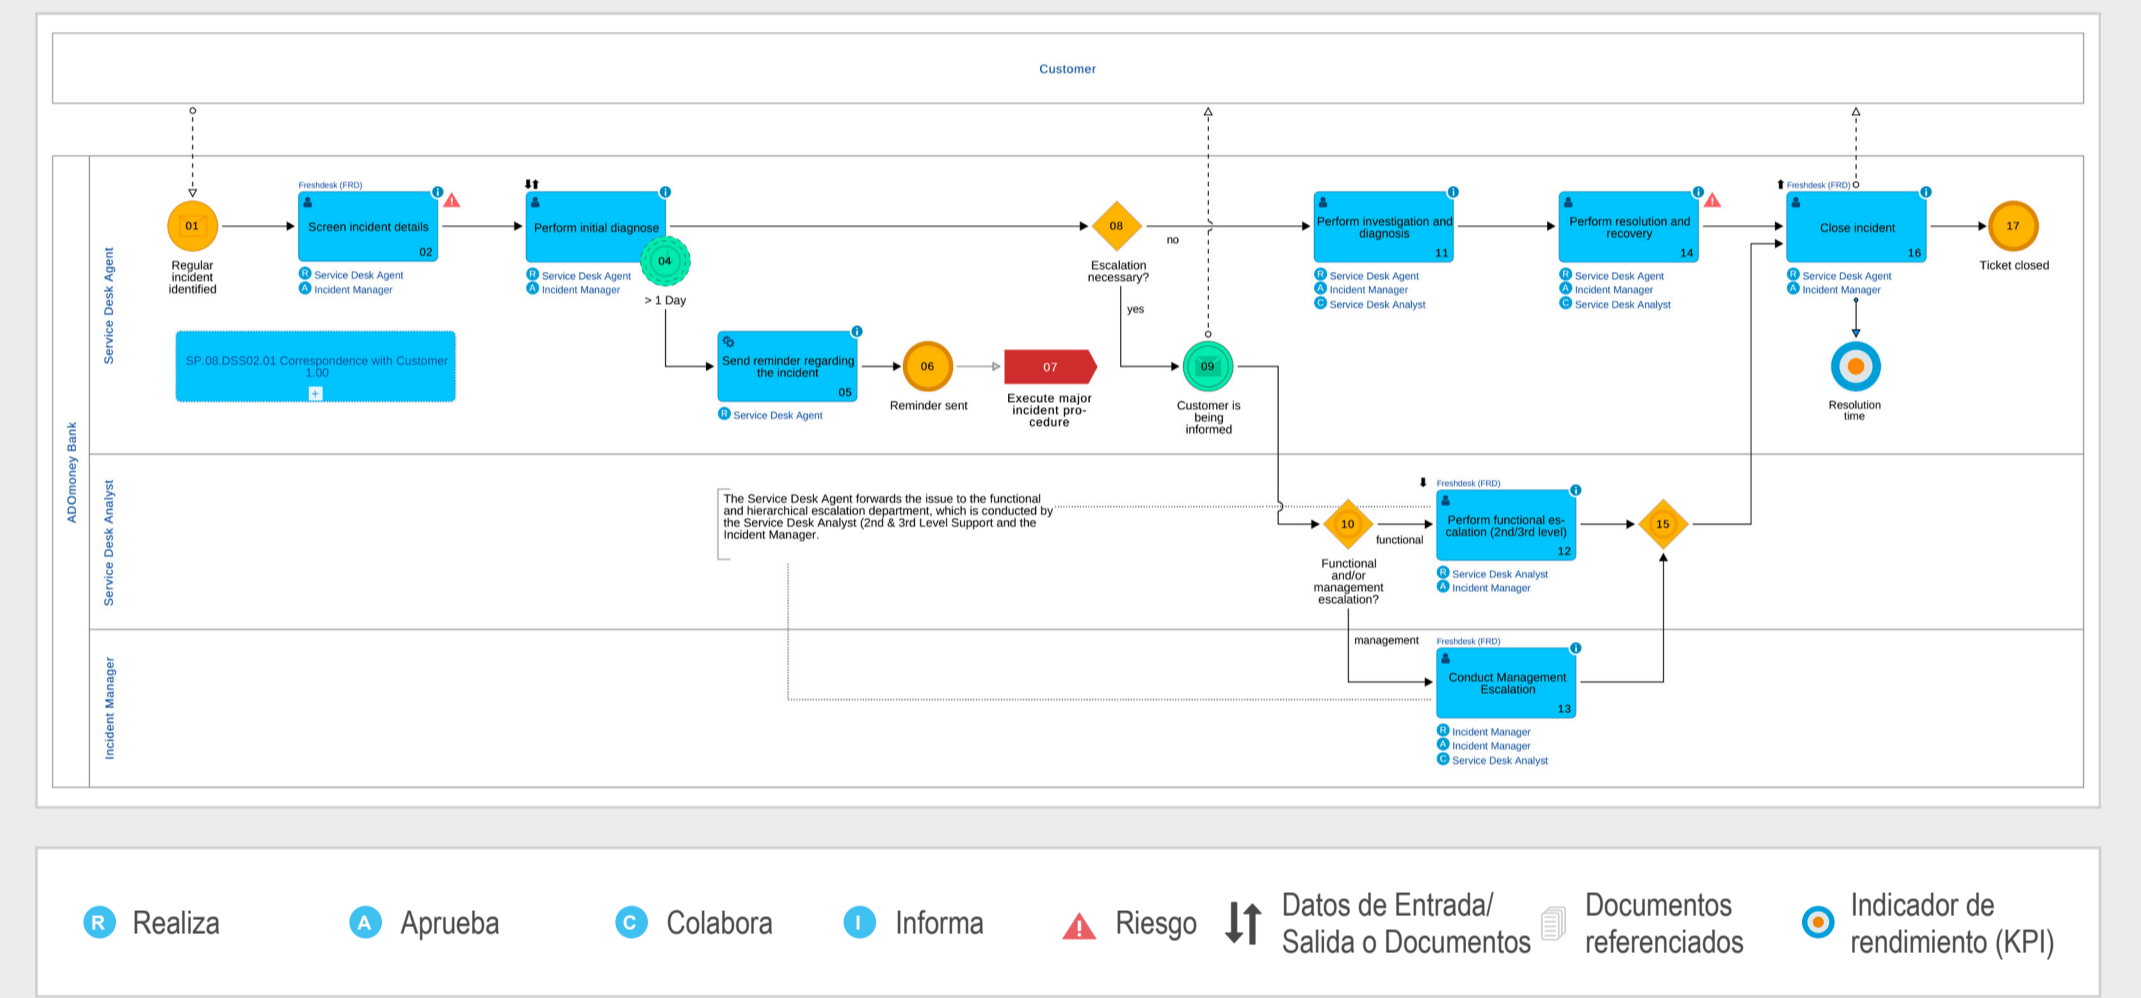 Customer
ADOmoney Bank
Service Desk Agent
01
Regular
incident
identified
Freshdesk (FRD)
Screen incident details
02
R Service Desk Agent
A Incident Manager
Perform initial diagnose
R Service Desk Agent
A Incident Manager
04
> 1 Day
SP.08.DSS02.01 Correspondence with Customer
1.00
Send reminder regarding
the incident
05
R Service Desk Agent
06
Reminder sent
07
Execute major
incident pro-
cedure
08
Escalation
necessary?
no
yes
09
Customer is
being
informed
Perform investigation and
diagnosis
11
R Service Desk Agent
A Incident Manager
C Service Desk Analyst
Perform resolution and
recovery
14
R Service Desk Agent
A Incident Manager
C Service Desk Analyst
Freshdesk (FRD)
Close incident
16
R Service Desk Agent
A Incident Manager
Resolution
time
17
Ticket closed
Service Desk Analyst
The Service Desk Agent forwards the issue to the functional
and hierarchical escalation department, which is conducted by
the Service Desk Analyst (2nd & 3rd Level Support and the
Incident Manager.
10
Functional
and/or
management
escalation?
functional
Freshdesk (FRD)
Perform functional es-
calation (2nd/3rd level)
12
R Service Desk Analyst
A Incident Manager
15
Incident Manager
management
Freshdesk (FRD)
Conduct Management
Escalation
13
R Incident Manager
A Incident Manager
C Service Desk Analyst
R Realiza
A Aprueba
C Colabora
I Informa
Riesgo
Datos de Entrada/
Salida o Documentos
Documentos
referenciados
Indicador de
rendimiento (KPI)